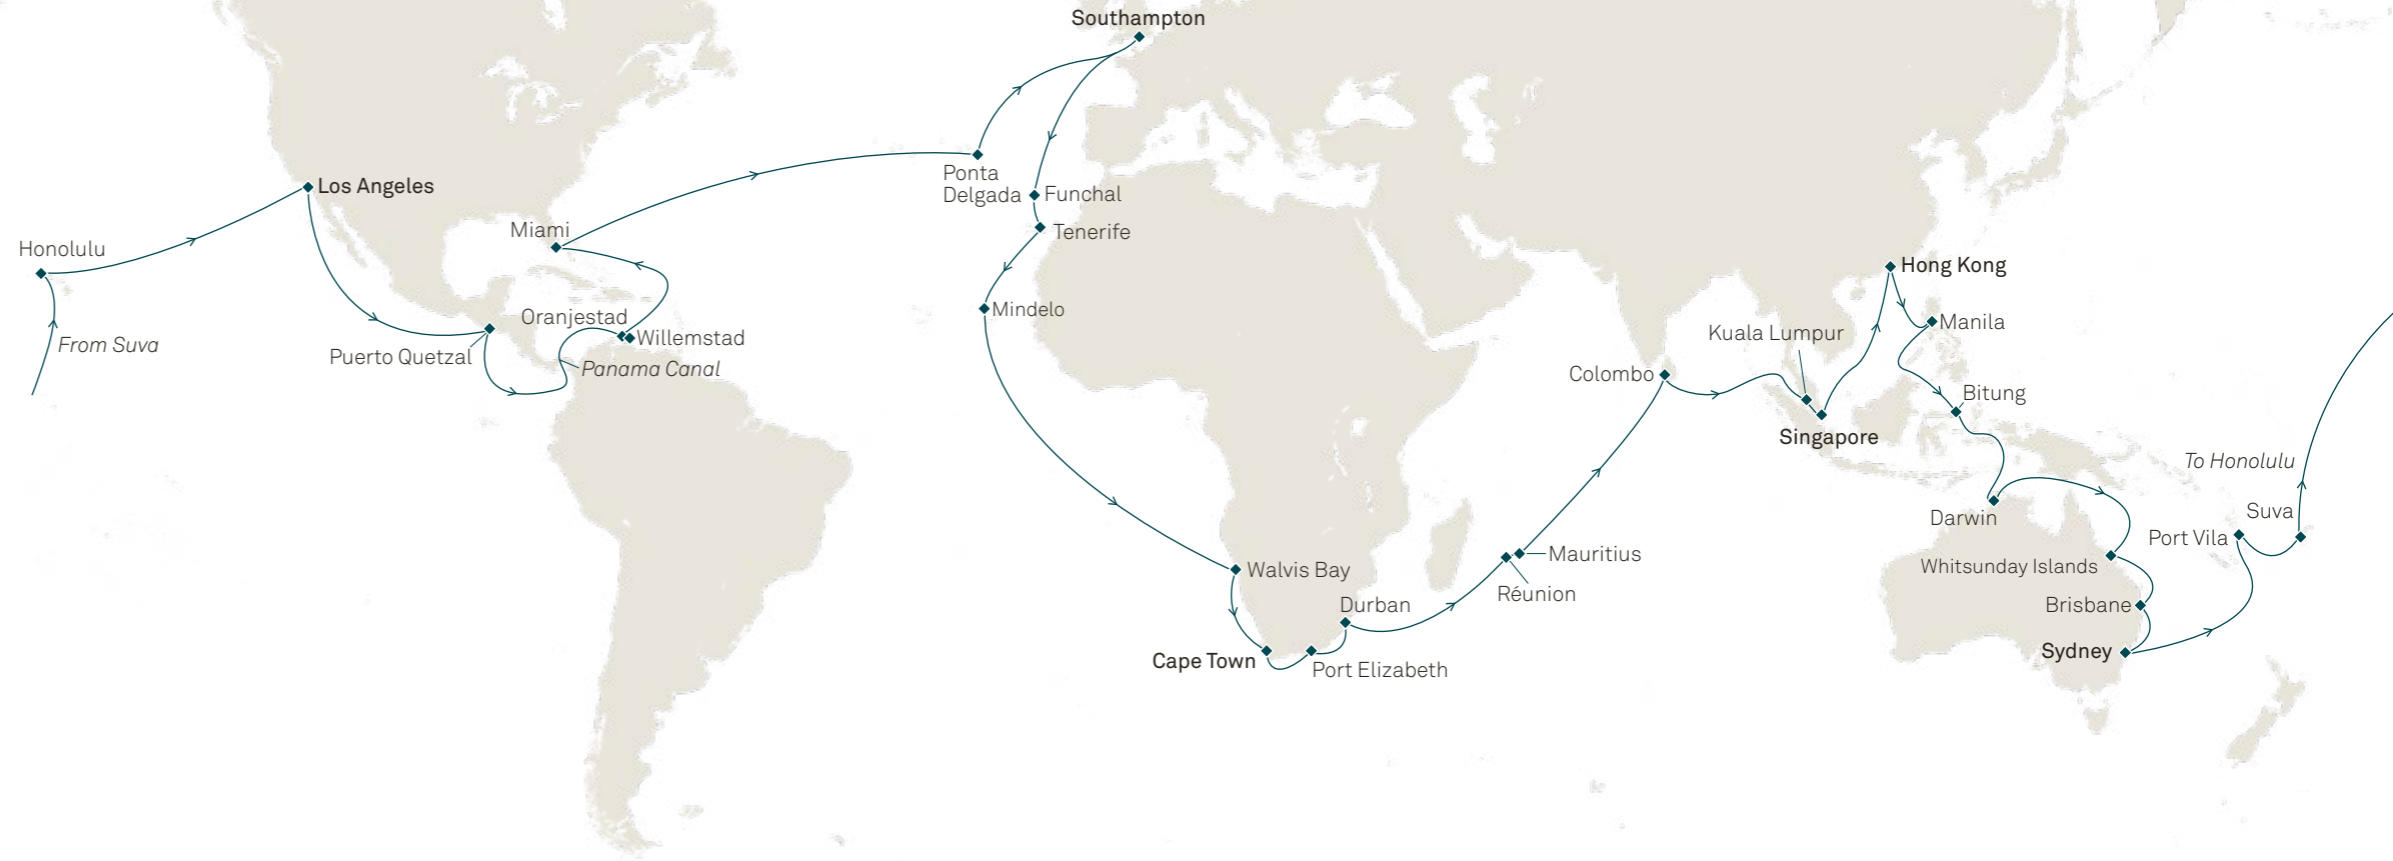 Southampton
Ponta
Delgada
Funchal
Los Angeles
Miami
Tenerife
Honolulu
Hong Kong
Oranjestad
Mindelo
Manila
From Suva
Puerto Quetzal
Willemstad
Kuala Lumpur
Panama Canal
Colombo
Bitung
Singapore
To Honolulu
Darwin
Suva
Port Vila
Mauritius
Whitsunday Islands
Walvis Bay
Réunion
Durban
Brisbane
Cape Town
Port Elizabeth
Sydney